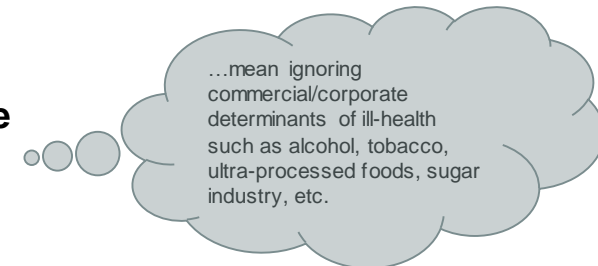 e
…mean ignoring
commercial/corporate
determinants of ill-health
such as alcohol, tobacco,
ultra-processed foods, sugar
industry, etc.